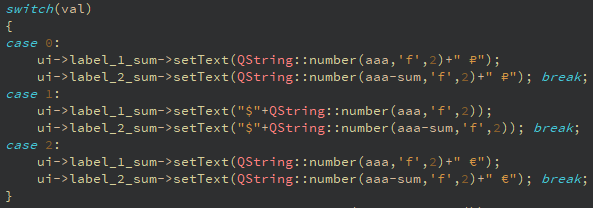 switch(val)
{
case 0:
    ui->label_1_sum->setText(QString::number(aaa,'f',2)+" ₽");
    ui->label_2_sum->setText(QString::number(aaa-sum,'f',2)+" ₽"); break;
case 1:
    ui->label_1_sum->setText("$"+QString::number(aaa,'f',2));
    ui->label_2_sum->setText("$"+QString::number(aaa-sum,'f',2)); break;
case 2:
    ui->label_1_sum->setText(QString::number(aaa,'f',2)+" €");
    ui->label_2_sum->setText(QString::number(aaa-sum,'f',2)+" €"); break;
}